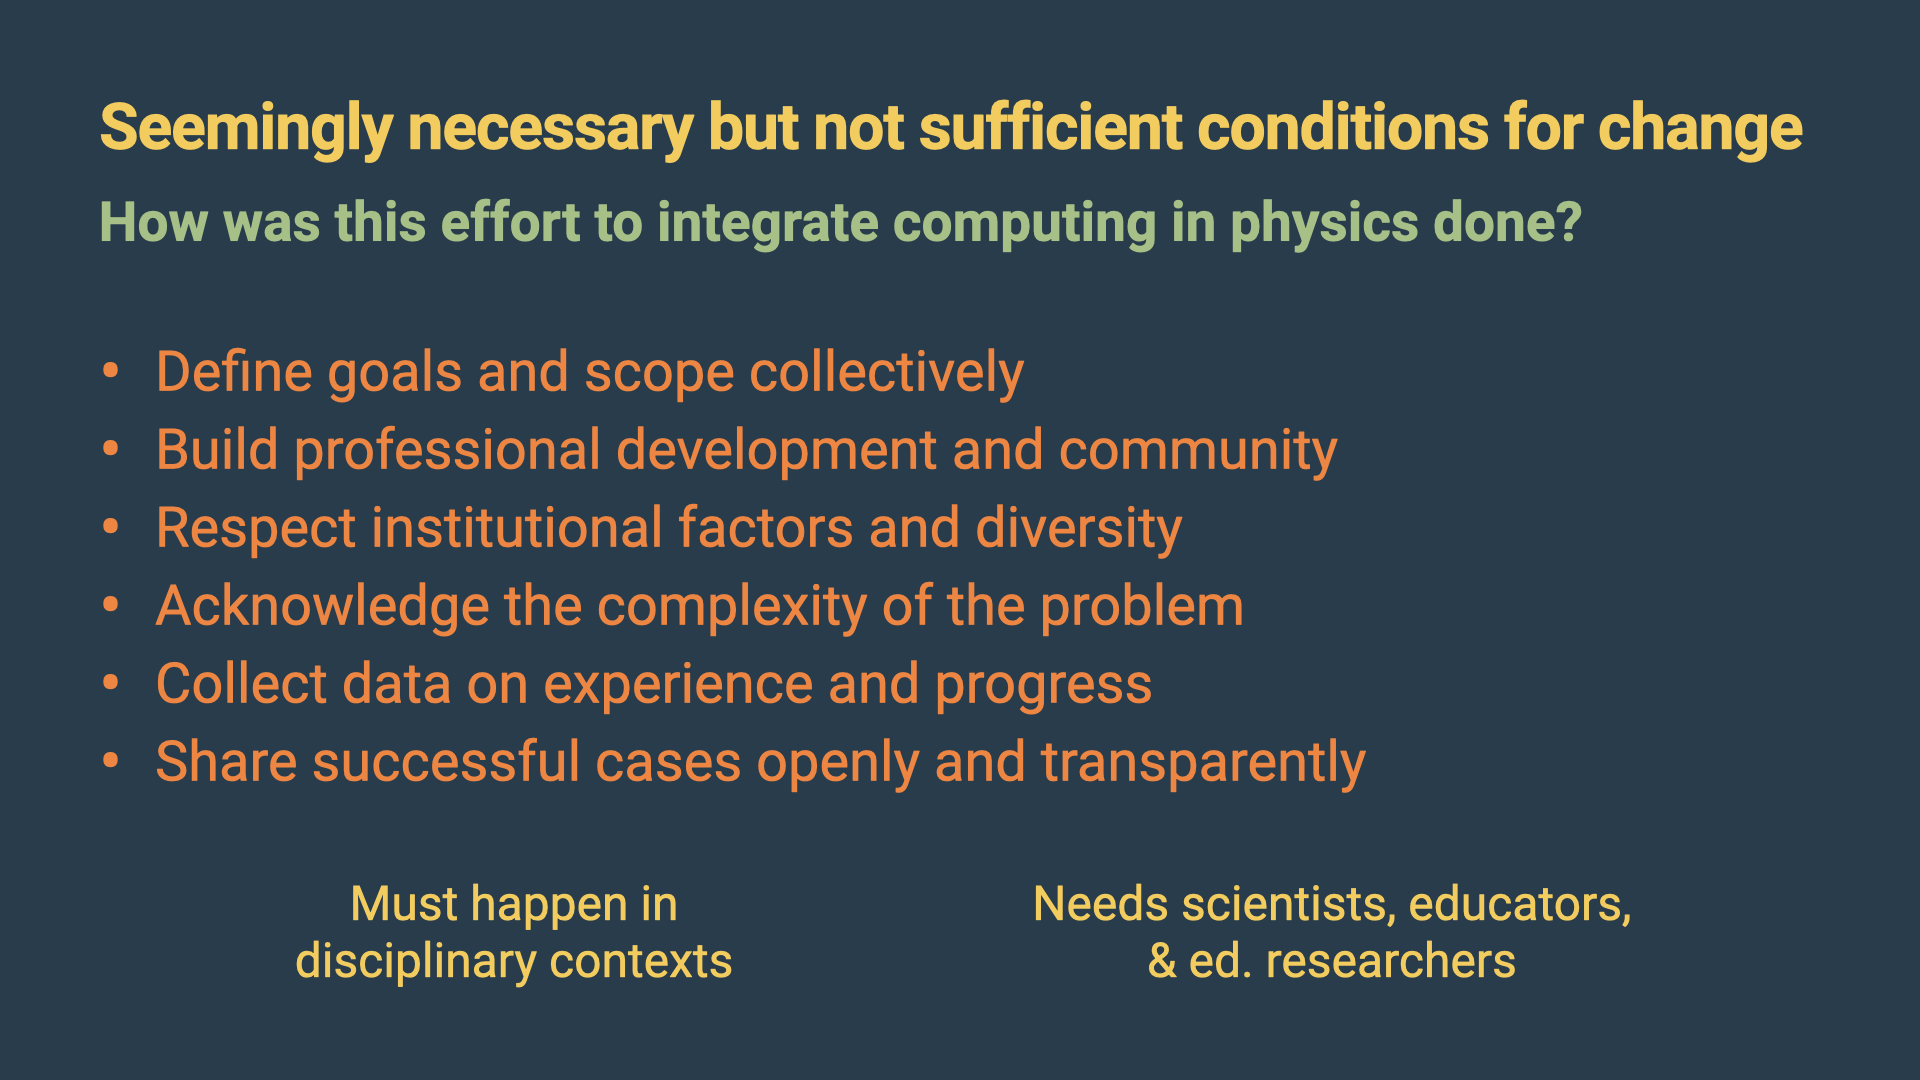 Seemingly necessary but not sufficient conditions for change
How was this effort to integrate computing in physics done?
• Define goals and scope collectively
• Build professional development and community
• Respect institutional factors and diversity
• Acknowledge the complexity of the problem
• Collect data on experience and progress
• Share successful cases openly and transparently
Must happen in
disciplinary contexts
Needs scientists, educators,
& ed. researchers